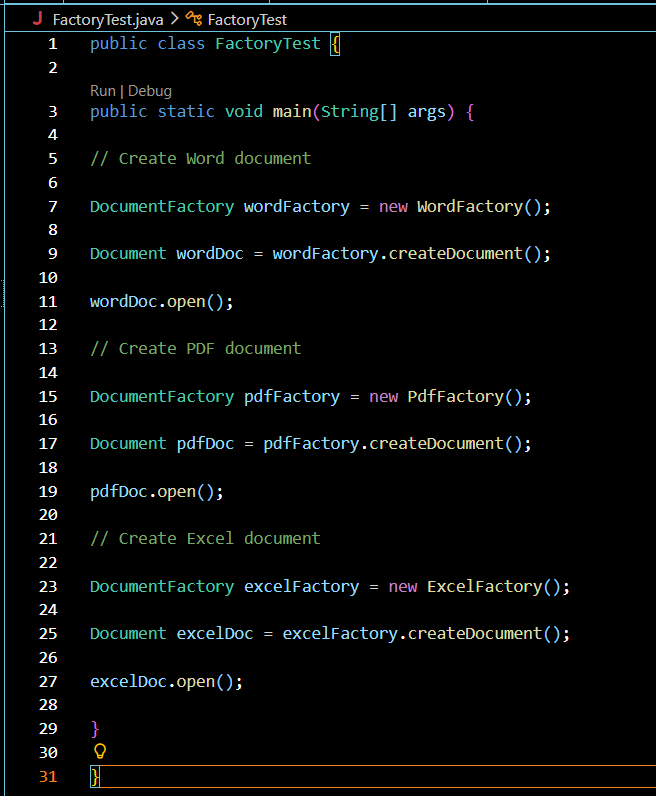 FactoryTest.java > FactoryTest
1 public class FactoryTest {
2
Run | Debug
3 public static void main(String[] args) {
4
5 // Create Word document
6
7 DocumentFactory wordFactory = new WordFactory();
8
9 Document wordDoc = wordFactory.createDocument();
10
11 wordDoc.open();
12
13 // Create PDF document
14
15 DocumentFactory pdfFactory = new PdfFactory();
16
17 Document pdfDoc = pdfFactory.createDocument();
18
19 pdfDoc.open();
20
21 // Create Excel document
22
23 DocumentFactory excelFactory = new ExcelFactory();
24
25 Document excelDoc = excelFactory.createDocument();
26
27 excelDoc.open();
28
29 }
30
31 }